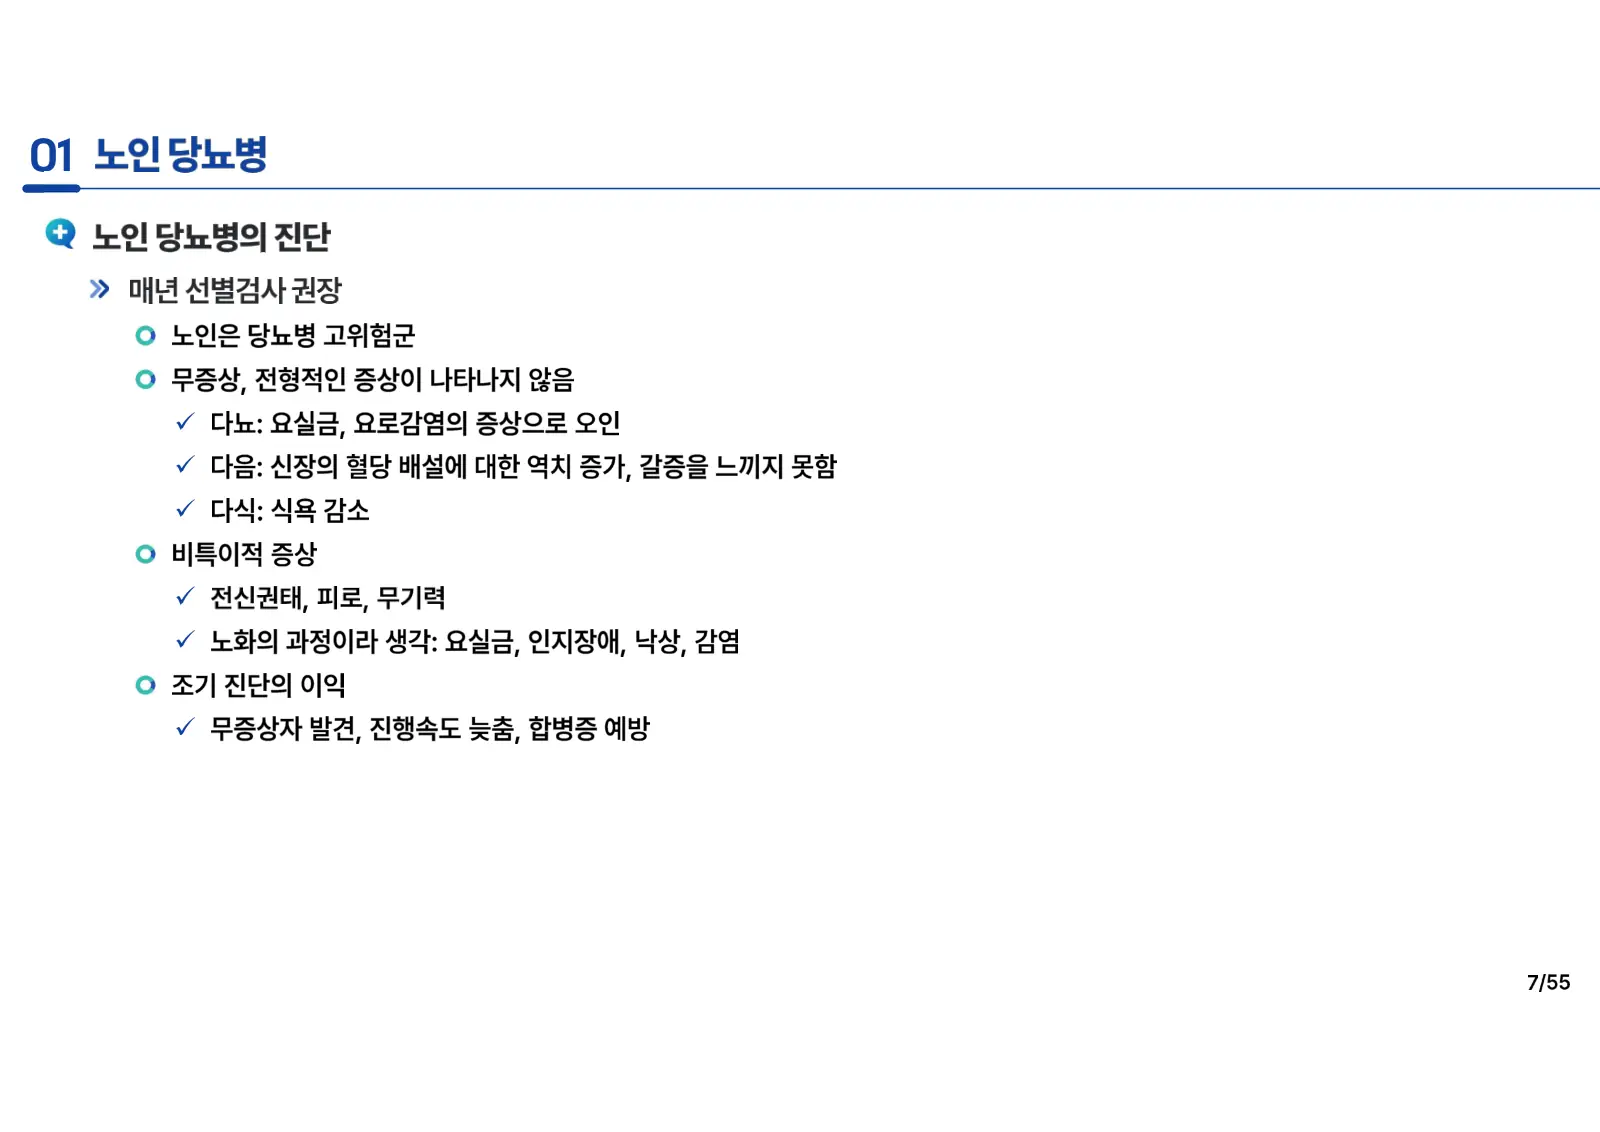 01 노인 당뇨병
노인 당뇨병의 진단
매년 선별검사 권장
노인은 당뇨병 고위험군
무증상, 전형적인 증상이 나타나지 않음
다뇨: 요실금, 요로감염의 증상으로 오인
다음: 신장의 혈당 배설에 대한 역치 증가, 갈증을 느끼지 못함
다식: 식욕 감소
비특이적 증상
전신권태, 피로, 무기력
노화의 과정이라 생각: 요실금, 인지장애, 낙상, 감염
조기 진단의 이익
무증상자 발견, 진행속도 늦춤, 합병증 예방
7/55